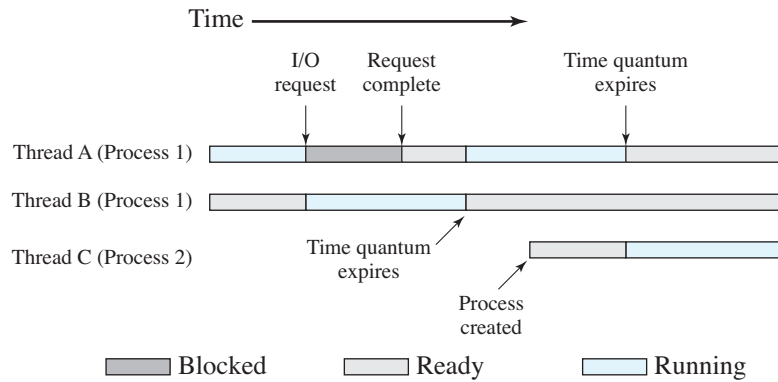 Time
I/O
request
Request
complete
Time quantum
expires
Thread A (Process 1)
Thread B (Process 1)
Time quantum
expires
Thread C (Process 2)
Process
created
Blocked
Ready
Running